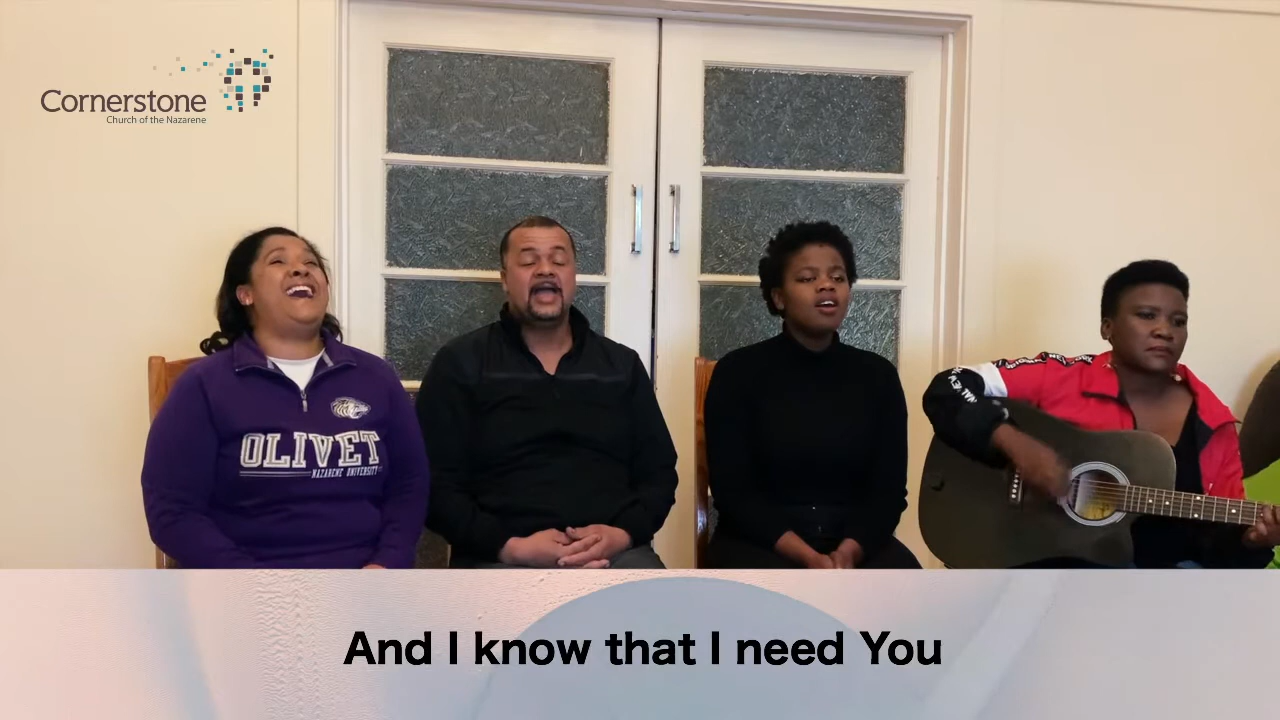 Cornerstone
Church of the Nazarene
OLIVET
NAZARENE UNIVERSITY
And I know that I need You